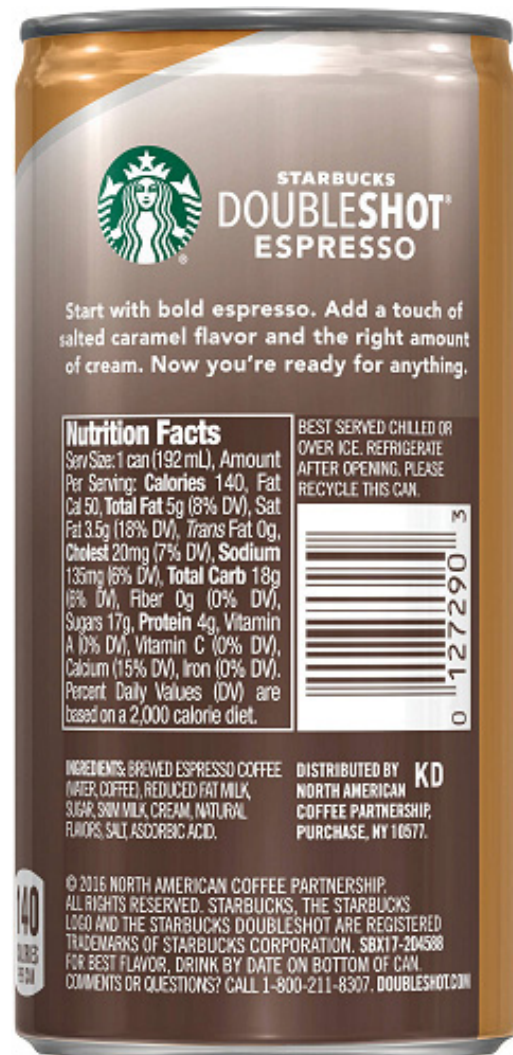 STARBUCKS
DOUBLESHOT®
ESPRESSO
Start with bold espresso. Add a touch of
salted caramel flavor and the right amount
of cream. Now you're ready for anything.
Nutrition Facts
Serv Size: 1 can (192 mL), Amount
Per Serving: Calories 140, Fat
Cal 50, Total Fat 5g (8% DV), Sat
Fat 3.5g (18% DV), Trans Fat 0g,
Cholest 20mg (7% DV), Sodium
135mg (6% DV), Total Carb 18g
(6% DV), Fiber 0g (0% DV),
Sugars 17g, Protein 4g, Vitamin
A (0% DV), Vitamin C (0% DV),
Calcium (15% DV), Iron (0% DV).
Percent Daily Values (DV) are
based on a 2,000 calorie diet.
BEST SERVED CHILLED OR
OVER ICE. REFRIGERATE
AFTER OPENING. PLEASE
RECYCLE THIS CAN.
0 127290 3
INGREDIENTS: BREWED ESPRESSO COFFEE
(WATER, COFFEE), REDUCED FAT MILK,
SUGAR, SKIM MILK, CREAM, NATURAL
FLAVORS, SALT, ASCORBIC ACID.
DISTRIBUTED BY
NORTH AMERICAN
COFFEE PARTNERSHIP,
PURCHASE, NY 10577.
KD
© 2016 NORTH AMERICAN COFFEE PARTNERSHIP.
ALL RIGHTS RESERVED. STARBUCKS, THE STARBUCKS
LOGO AND THE STARBUCKS DOUBLESHOT ARE REGISTERED
TRADEMARKS OF STARBUCKS CORPORATION. SBX17-204588
FOR BEST FLAVOR, DRINK BY DATE ON BOTTOM OF CAN.
COMMENTS OR QUESTIONS? CALL 1-800-211-8307. DOUBLESHOT.COM
140